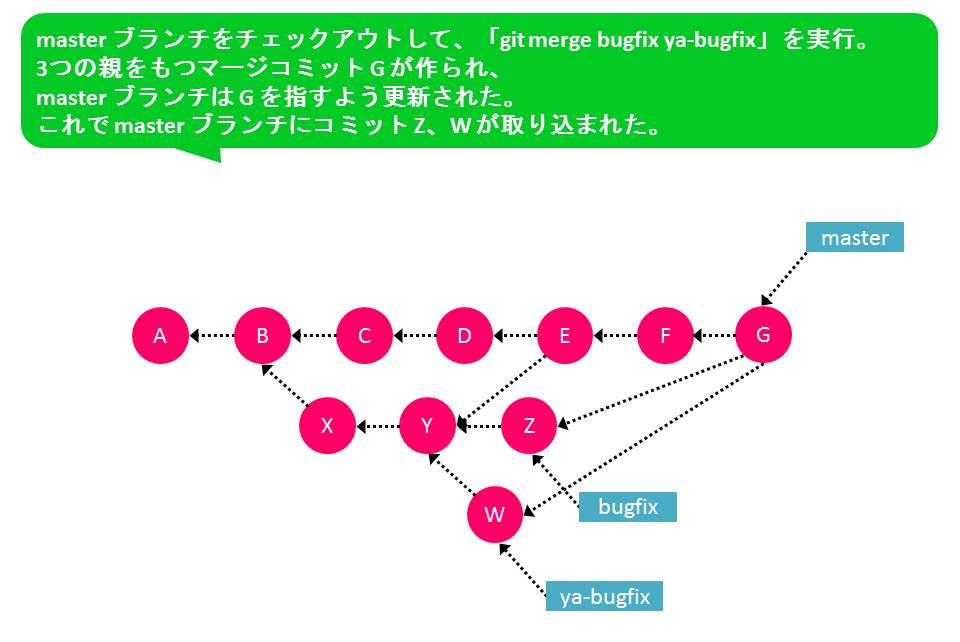 master ブランチをチェックアウトして、「git merge bugfix ya-bugfix」を実行。
3つの親をもつマージコミット G が作られ、
master ブランチは G を指すよう更新された。
これで master ブランチにコミット Z、W が取り込まれた。
master
A B C D E F G
X Y Z
W
bugfix
ya-bugfix